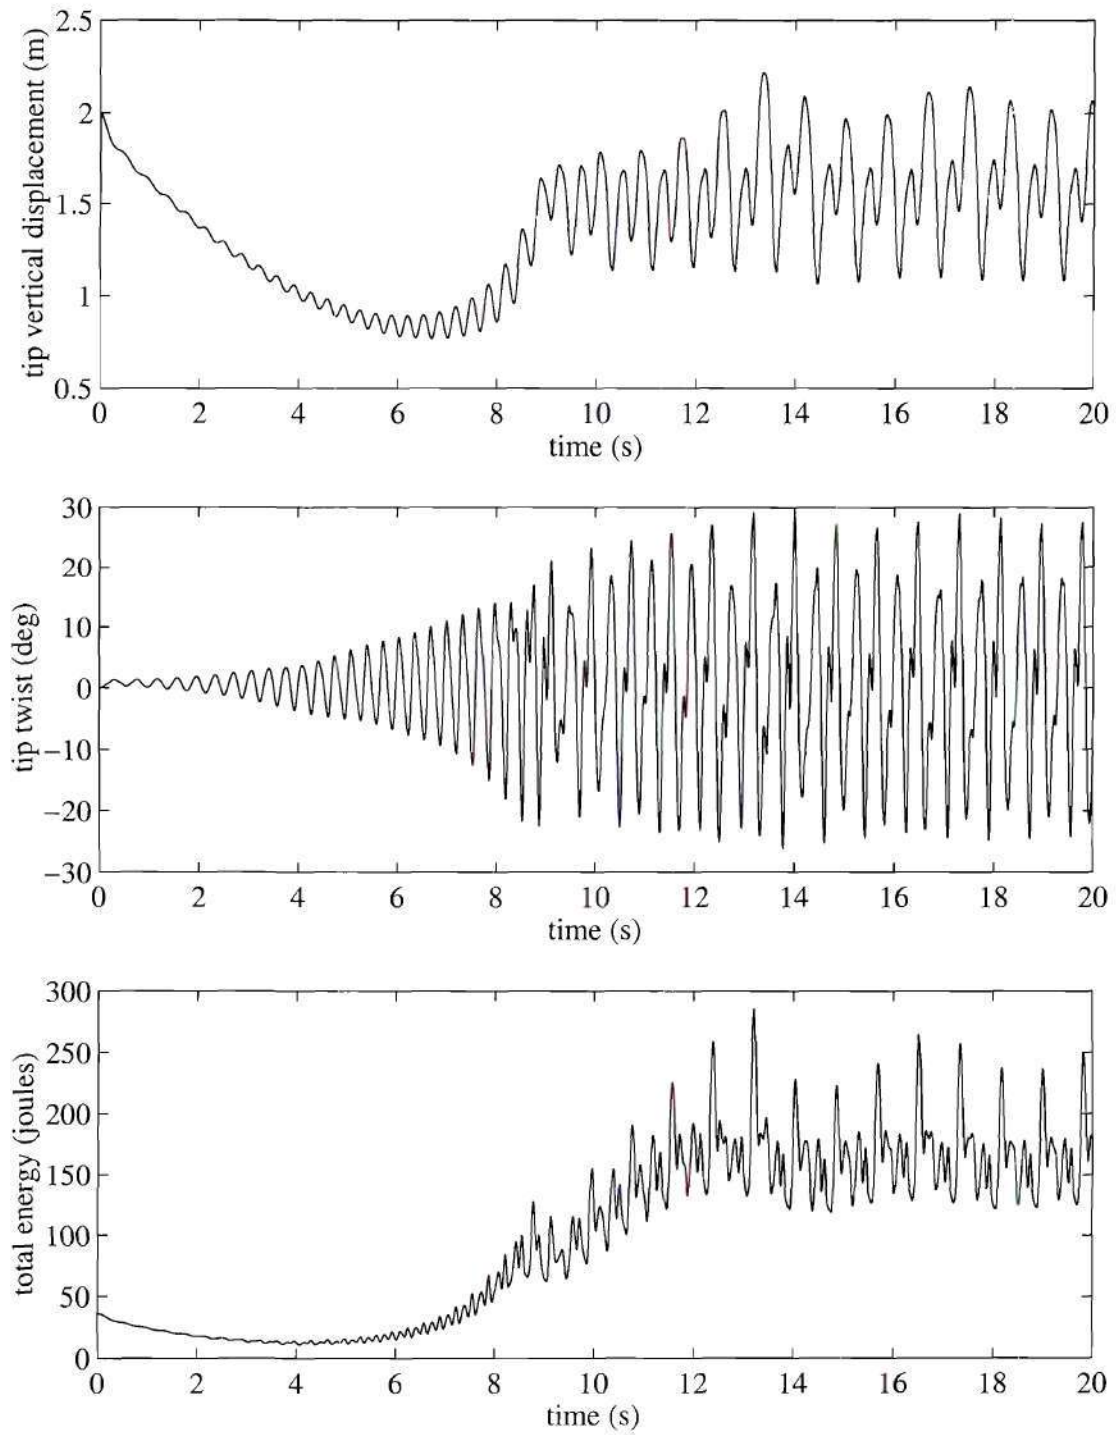 2.5
2
1.5
1
0.5
tip vertical displacement (m)
0 2 4 6 8 10 12 14 16 18 20
time (s)
30
20
10
0
−10
−20
−30
tip twist (deg)
0 2 4 6 8 10 12 14 16 18 20
time (s)
300
250
200
150
100
50
0
total energy (joules)
0 2 4 6 8 10 12 14 16 18 20
time (s)